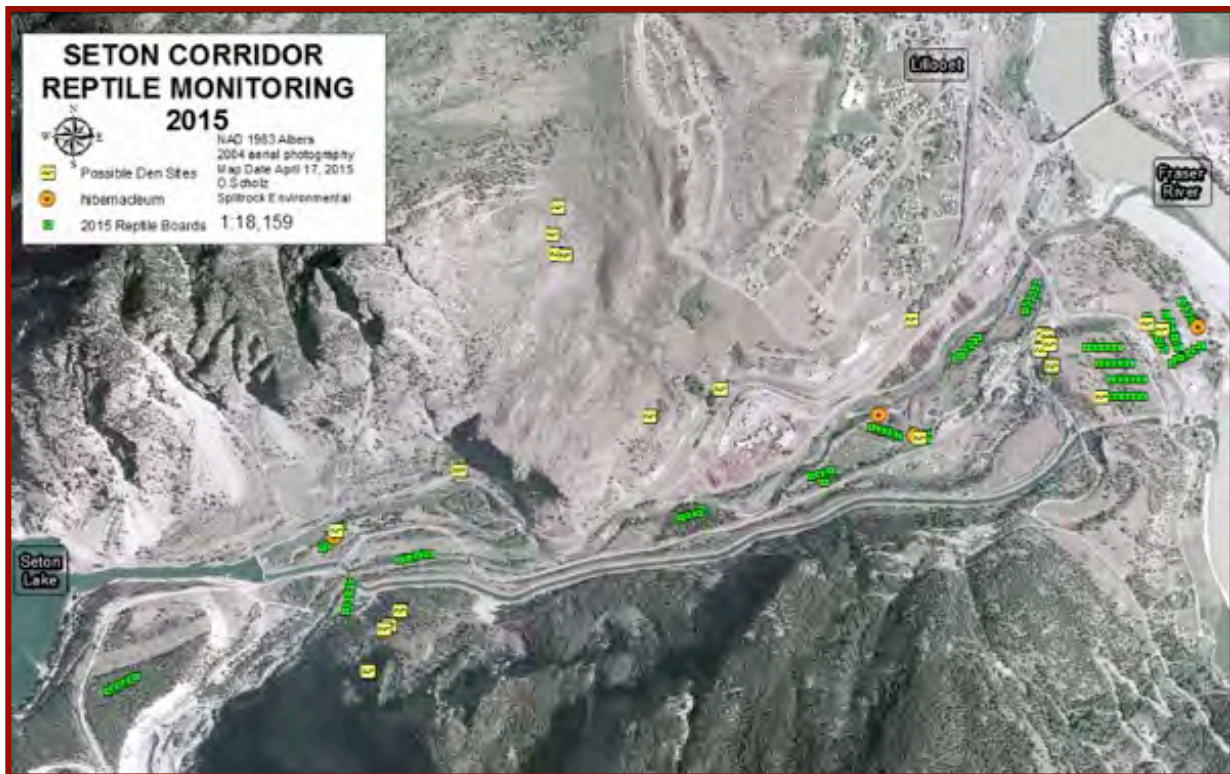 SETON CORRIDOR
REPTILE MONITORING
2015
N
W E
S
NAD 1983 Albers
2004 aerial photography
Map Date April 17, 2015
O.Scholz
Splitrock Environmental
1:18,159
Possible Den Sites
hibernacleum
2015 Reptile Boards
Lillooet
Fraser
River
Seton
Lake